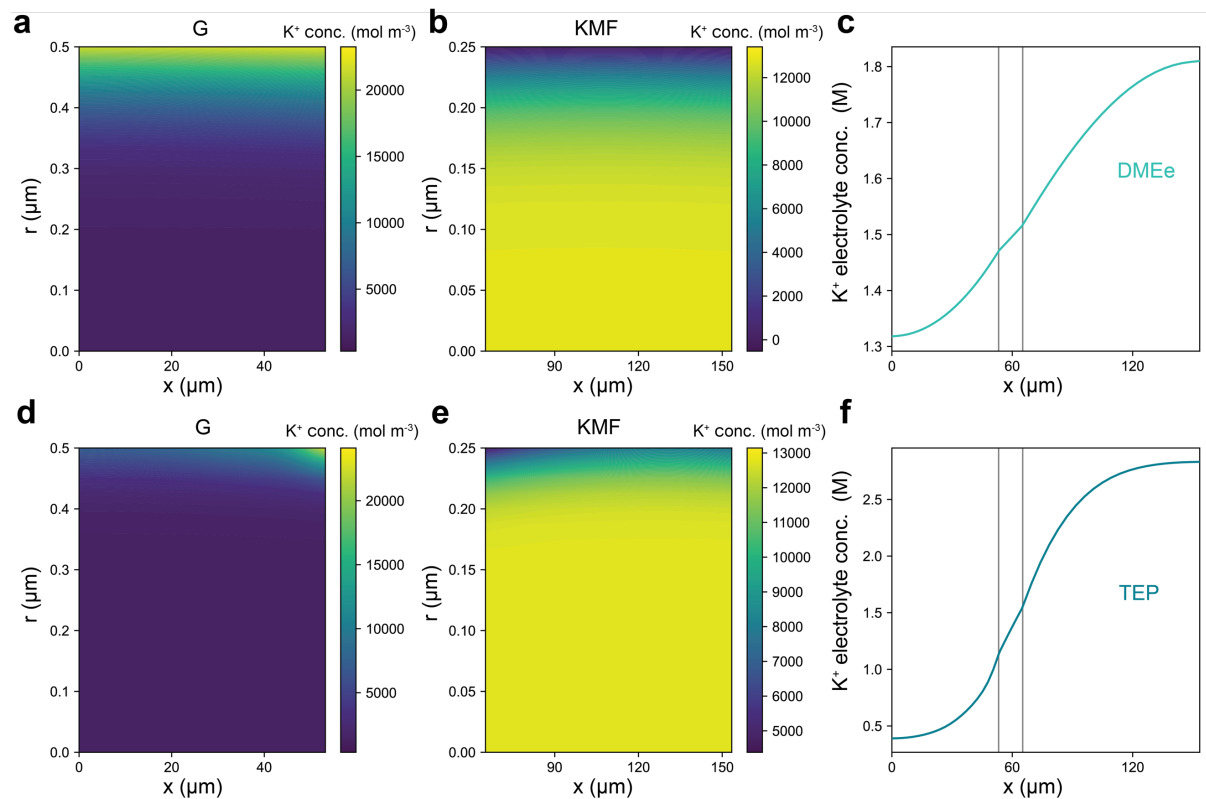 a
G
K⁺ conc. (mol m⁻³)
0.5
0.4
0.3
0.2
0.1
0.0
r (µm)
0
20
40
x (µm)
20000
15000
10000
5000
b
KMF
K⁺ conc. (mol m⁻³)
0.25
0.20
0.15
0.10
0.05
0.00
r (µm)
90
120
150
x (µm)
12000
10000
8000
6000
4000
2000
0
c
1.8
1.7
1.6
1.5
1.4
1.3
K⁺ electrolyte conc. (M)
DMEe
0
60
120
x (µm)
d
G
K⁺ conc. (mol m⁻³)
0.5
0.4
0.3
0.2
0.1
0.0
r (µm)
0
20
40
x (µm)
20000
15000
10000
5000
e
KMF
K⁺ conc. (mol m⁻³)
0.25
0.20
0.15
0.10
0.05
0.00
r (µm)
90
120
150
x (µm)
13000
12000
11000
10000
9000
8000
7000
6000
5000
f
2.5
2.0
1.5
1.0
0.5
K⁺ electrolyte conc. (M)
TEP
0
60
120
x (µm)